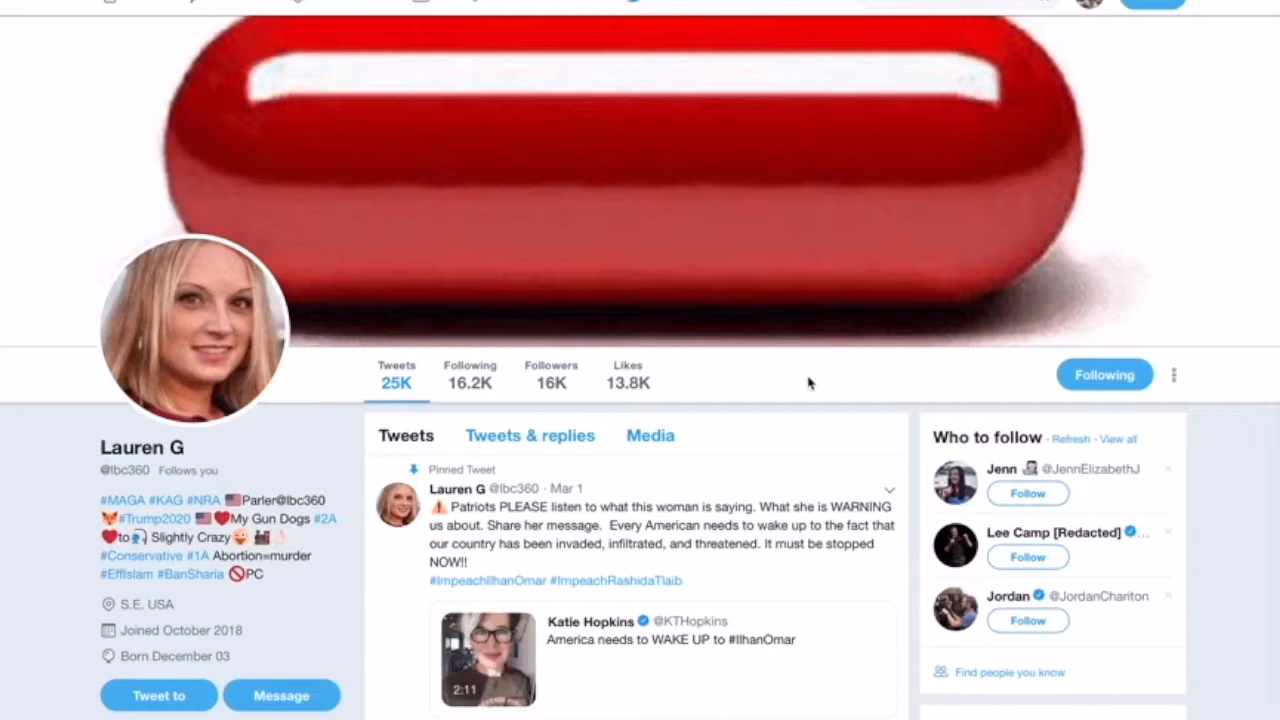 Tweets Following Followers Likes
25K 16.2K 16K 13.8K
Following
Lauren G
@lbc360 Follows you
#MAGA #KAG #NRA 🇺🇸Parler@lbc360
🦊#Trump2020 🇺🇸❤️My Gun Dogs #2A
❤️to Slightly Crazy
#Conservative #1A Abortion=murder
#EffIslam #BanSharia 🚫PC
S.E. USA
Joined October 2018
Born December 03
Tweet to Message
Tweets Tweets & replies Media
Pinned Tweet
Lauren G @lbc360 · Mar 1
⚠️ Patriots PLEASE listen to what this woman is saying. What she is WARNING
us about. Share her message. Every American needs to wake up to the fact that
our country has been invaded, infiltrated, and threatened. It must be stopped
NOW!!
#ImpeachIlhanOmar #ImpeachRashidaTlaib
Katie Hopkins @KTHopkins
America needs to WAKE UP to #IlhanOmar
2:11
Who to follow · Refresh · View all
Jenn @JennElizabethJ
Follow
Lee Camp [Redacted] ...
Follow
Jordan @JordanChariton
Follow
Find people you know